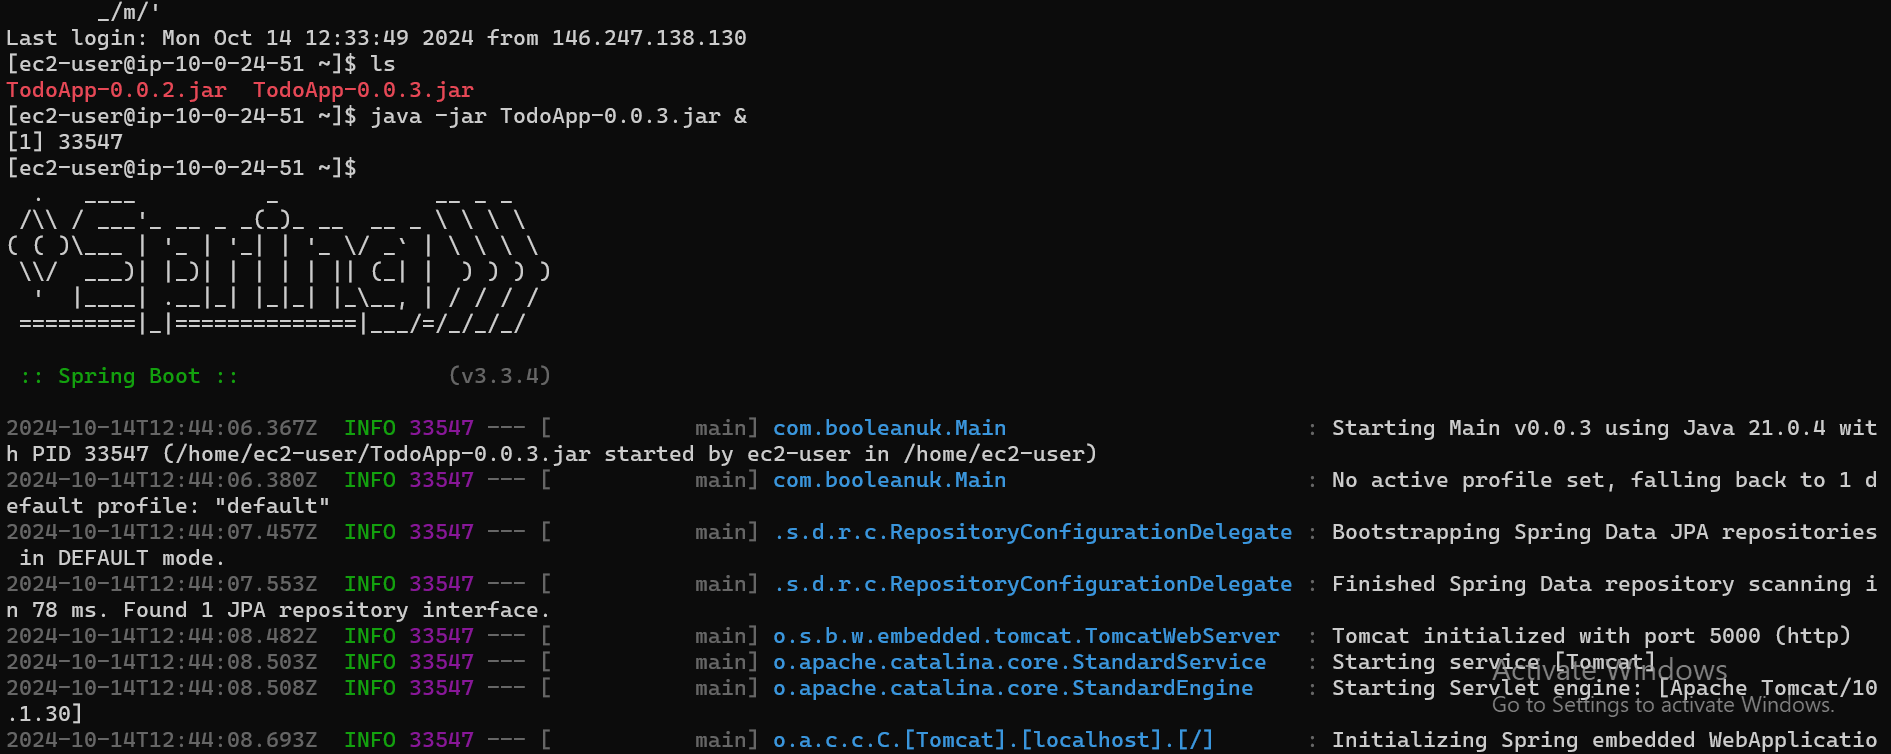 _/m/'
Last login: Mon Oct 14 12:33:49 2024 from 146.247.138.130
[ec2-user@ip-10-0-24-51 ~]$ ls
TodoApp-0.0.2.jar  TodoApp-0.0.3.jar
[ec2-user@ip-10-0-24-51 ~]$ java -jar TodoApp-0.0.3.jar &
[1] 33547
[ec2-user@ip-10-0-24-51 ~]$
  .   ____          _            __ _ _
 /\\ / ___'_ __ _ _(_)_ __  __ _ \ \ \ \
( ( )\___ | '_ | '_| | '_ \/ _` | \ \ \ \
 \\/  ___)| |_)| | | | | || (_| |  ) ) ) )
  '  |____| .__|_| |_|_| |_\__, | / / / /
 =========|_|==============|___/=/_/_/_/
 :: Spring Boot ::                (v3.3.4)
2024-10-14T12:44:06.367Z  INFO 33547 --- [           main] com.booleanuk.Main                       : Starting Main v0.0.3 using Java 21.0.4 wit
h PID 33547 (/home/ec2-user/TodoApp-0.0.3.jar started by ec2-user in /home/ec2-user)
2024-10-14T12:44:06.380Z  INFO 33547 --- [           main] com.booleanuk.Main                       : No active profile set, falling back to 1 d
efault profile: "default"
2024-10-14T12:44:07.457Z  INFO 33547 --- [           main] .s.d.r.c.RepositoryConfigurationDelegate : Bootstrapping Spring Data JPA repositories
 in DEFAULT mode.
2024-10-14T12:44:07.553Z  INFO 33547 --- [           main] .s.d.r.c.RepositoryConfigurationDelegate : Finished Spring Data repository scanning i
n 78 ms. Found 1 JPA repository interface.
2024-10-14T12:44:08.482Z  INFO 33547 --- [           main] o.s.b.w.embedded.tomcat.TomcatWebServer  : Tomcat initialized with port 5000 (http)
2024-10-14T12:44:08.503Z  INFO 33547 --- [           main] o.apache.catalina.core.StandardService   : Starting service [Tomcat]
2024-10-14T12:44:08.508Z  INFO 33547 --- [           main] o.apache.catalina.core.StandardEngine    : Starting Servlet engine: [Apache Tomcat/10
.1.30]
2024-10-14T12:44:08.693Z  INFO 33547 --- [           main] o.a.c.c.C.[Tomcat].[localhost].[/]       : Initializing Spring embedded WebApplicatio
Activate Windows
Go to Settings to activate Windows.